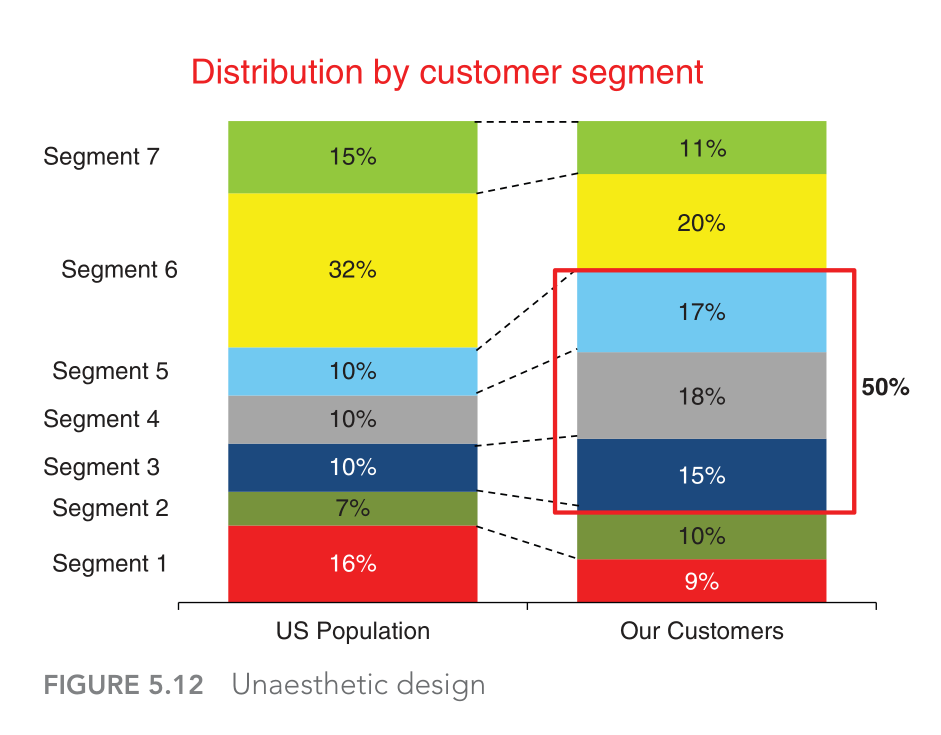 Distribution by customer segment
Segment 7 15% 11%
20%
Segment 6 32%
17%
Segment 5 10% 50%
18%
Segment 4 10%
Segment 3 10% 15%
Segment 2 7%
10%
Segment 1 16% 9%
US Population Our Customers
FIGURE 5.12 Unaesthetic design